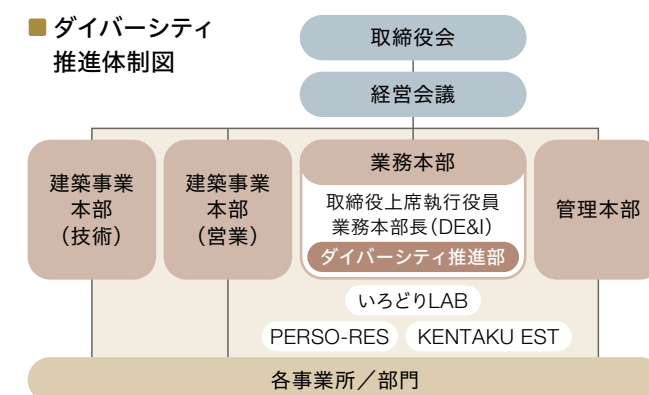 ダイバーシティ
推進体制図
取締役会
経営会議
建築事業
本部
（技術）
建築事業
本部
（営業）
業務本部
取締役上席執行役員
業務本部長（DE&I）
ダイバーシティ推進部
管理本部
いろどりLAB
PERSO-RES
KENTAKU EST
各事業所／部門